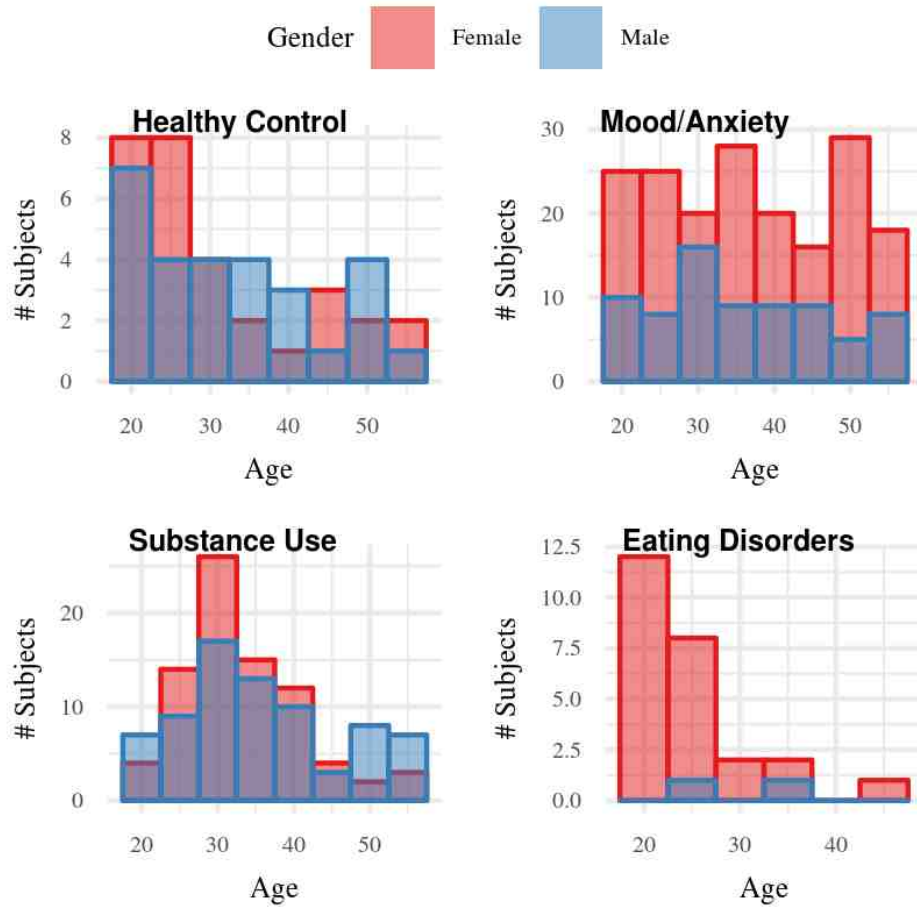 Gender Female Male
Healthy Control
# Subjects
8
6
4
2
0
20 30 40 50
Age
Mood/Anxiety
# Subjects
30
20
10
0
20 30 40 50
Age
Substance Use
# Subjects
20
10
0
20 30 40 50
Age
Eating Disorders
# Subjects
12.5
10.0
7.5
5.0
2.5
0.0
20 30 40
Age